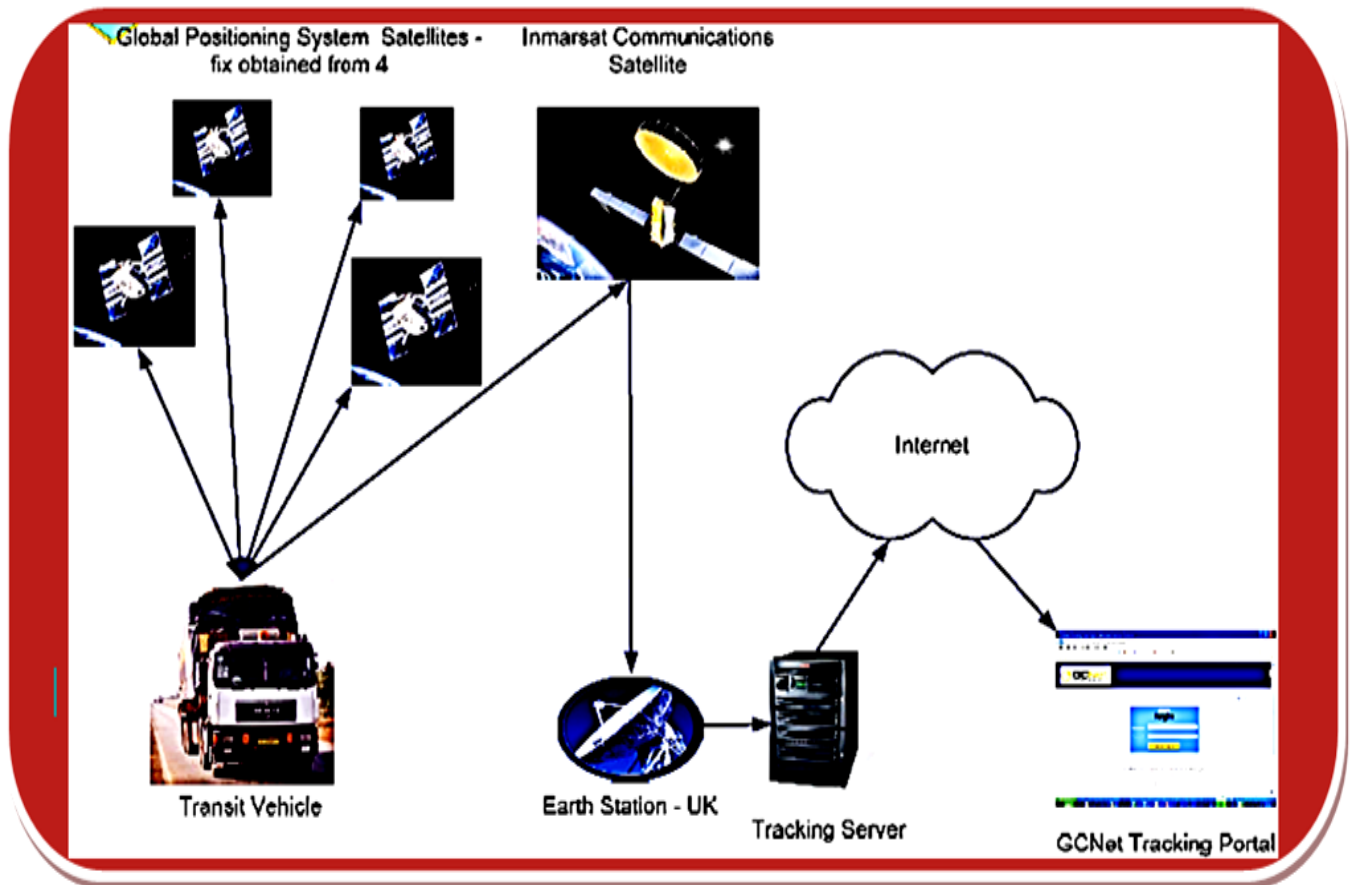 Global Positioning System Satellites -
fix obtained from 4
Inmarsat Communications
Satellite
Internet
login
Transit Vehicle
Earth Station - UK
Tracking Server
GCNet Tracking Portal